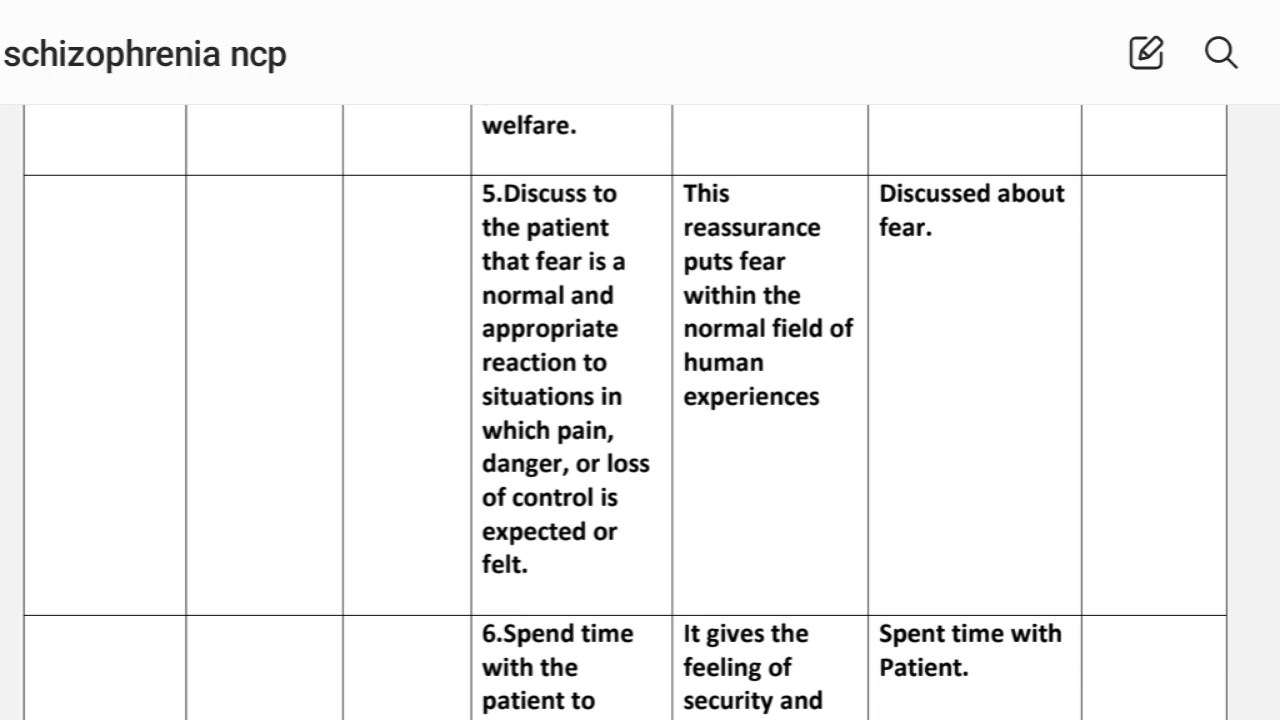 schizophrenia ncp
welfare.
5.Discuss to
the patient
that fear is a
normal and
appropriate
reaction to
situations in
which pain,
danger, or loss
of control is
expected or
felt.
This
reassurance
puts fear
within the
normal field of
human
experiences
Discussed about
fear.
6.Spend time
with the
patient to
It gives the
feeling of
security and
Spent time with
Patient.